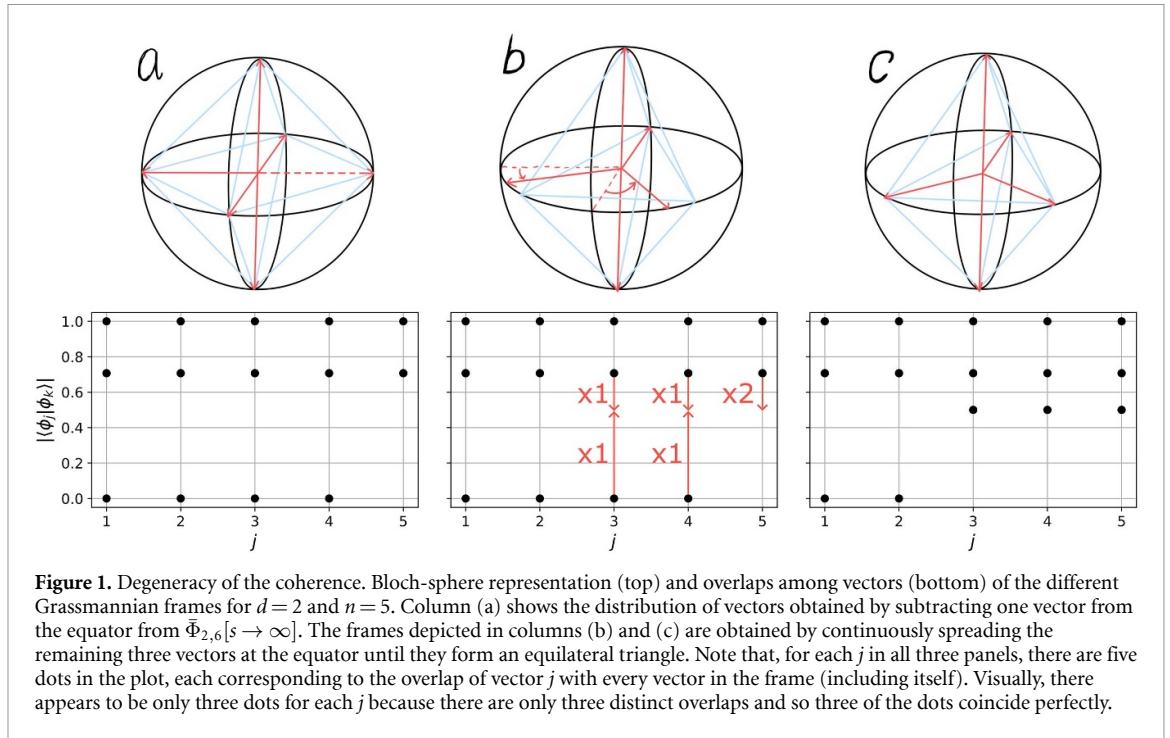 a b c
1.0
0.8
0.6
0.4
0.2
0.0
|⟨ϕj|ϕk⟩|
1 2 3 4 5
j
x1 x1 x2
x1 x1
1 2 3 4 5
j
1 2 3 4 5
j
Figure 1. Degeneracy of the coherence. Bloch-sphere representation (top) and overlaps among vectors (bottom) of the different
Grassmannian frames for d = 2 and n = 5. Column (a) shows the distribution of vectors obtained by subtracting one vector from
the equator from Φ̄2,6[s → ∞]. The frames depicted in columns (b) and (c) are obtained by continuously spreading the
remaining three vectors at the equator until they form an equilateral triangle. Note that, for each j in all three panels, there are five
dots in the plot, each corresponding to the overlap of vector j with every vector in the frame (including itself). Visually, there
appears to be only three dots for each j because there are only three distinct overlaps and so three of the dots coincide perfectly.